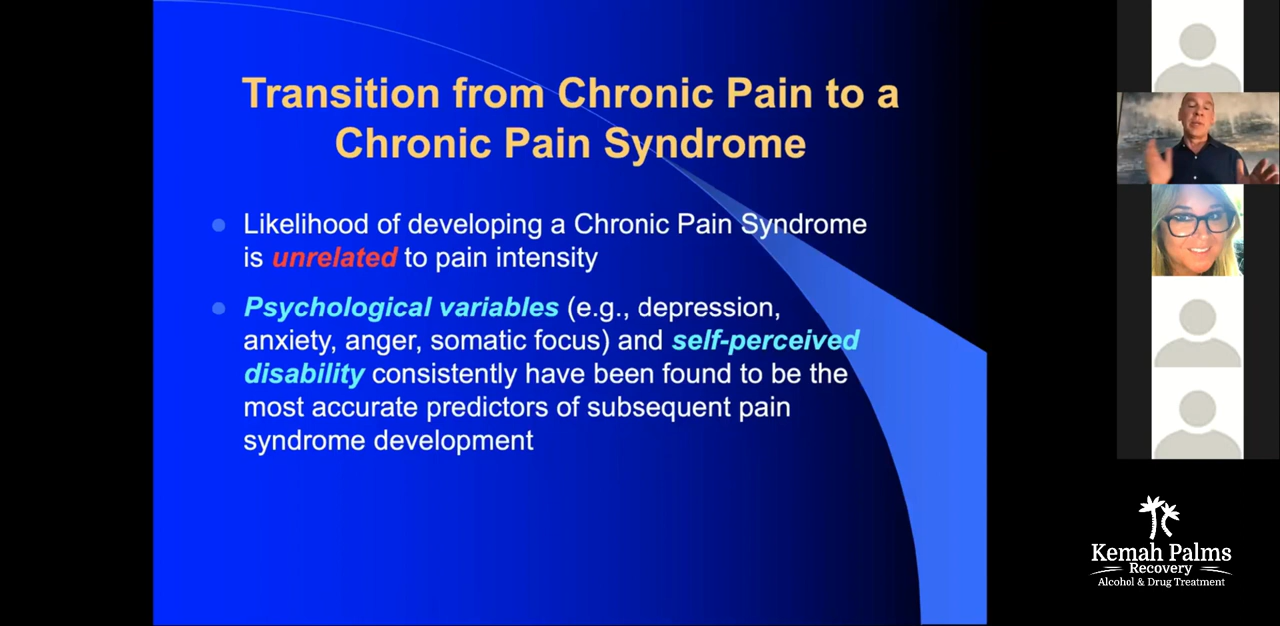 Transition from Chronic Pain to a
Chronic Pain Syndrome
Likelihood of developing a Chronic Pain Syndrome
is unrelated to pain intensity
Psychological variables (e.g., depression,
anxiety, anger, somatic focus) and self-perceived
disability consistently have been found to be the
most accurate predictors of subsequent pain
syndrome development
Kemah Palms
Recovery
Alcohol & Drug Treatment